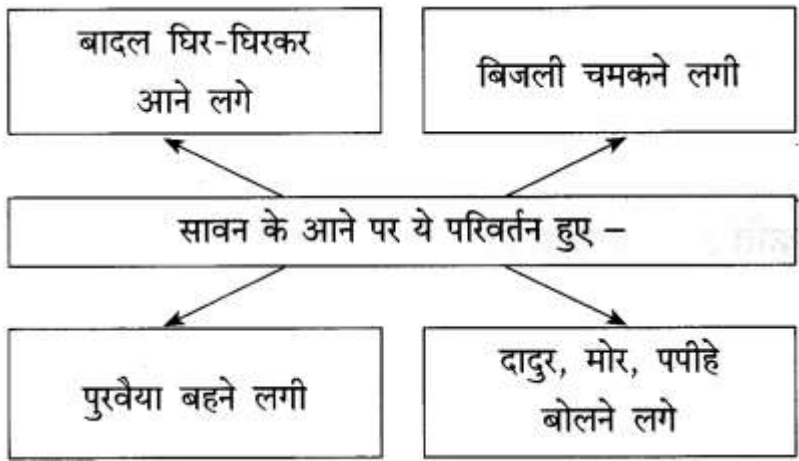 बादल घिर-घिरकर
आने लगे
बिजली चमकने लगी
सावन के आने पर ये परिवर्तन हुए –
पुरवैया बहने लगी
दादुर, मोर, पपीहे
बोलने लगे